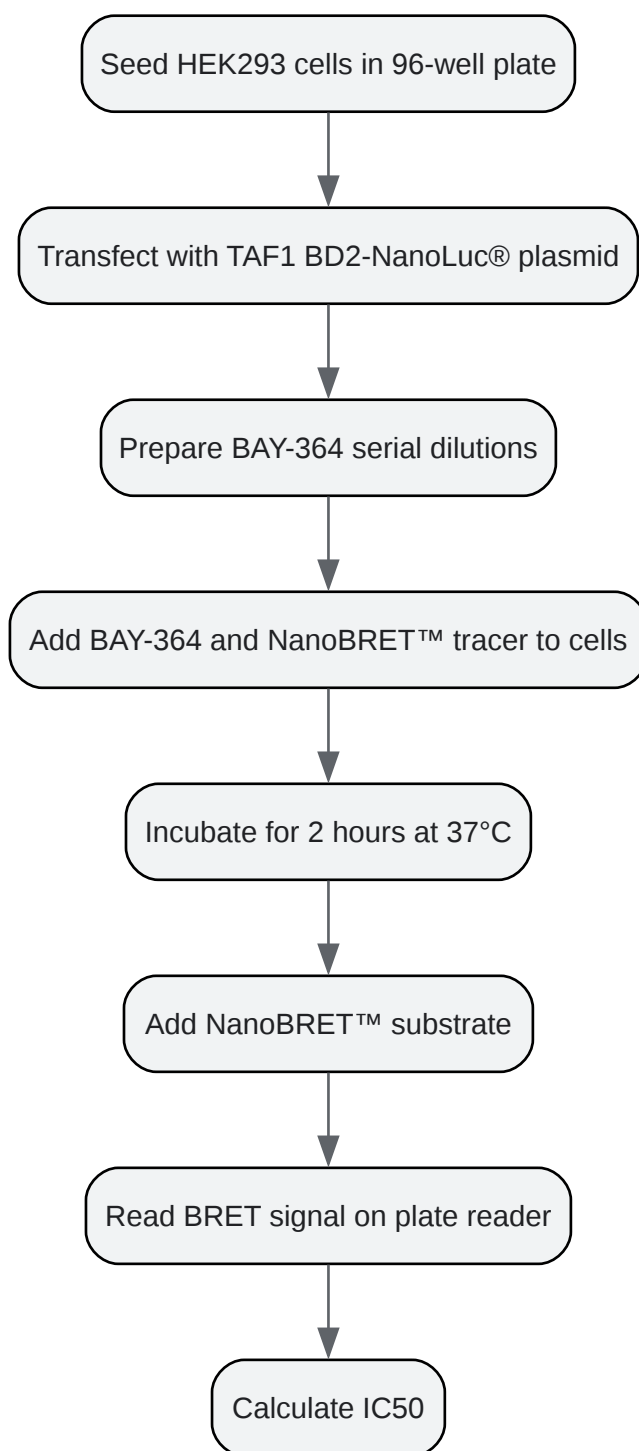 Seed HEK293 cells in 96-well plate
Transfect with TAF1 BD2-NanoLuc® plasmid
Prepare BAY-364 serial dilutions
Add BAY-364 and NanoBRET™ tracer to cells
Incubate for 2 hours at 37°C
Add NanoBRET™ substrate
Read BRET signal on plate reader
Calculate IC50